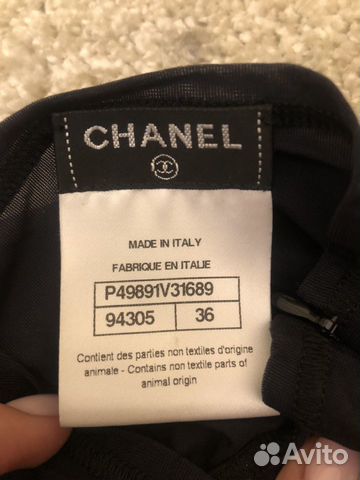 CHANEL
MADE IN ITALY
FABRIQUE EN ITALIE
P49891V31689
94305 36
Contient des parties non textiles d'origine
animale - Contains non textile parts of
animal origin
Avito